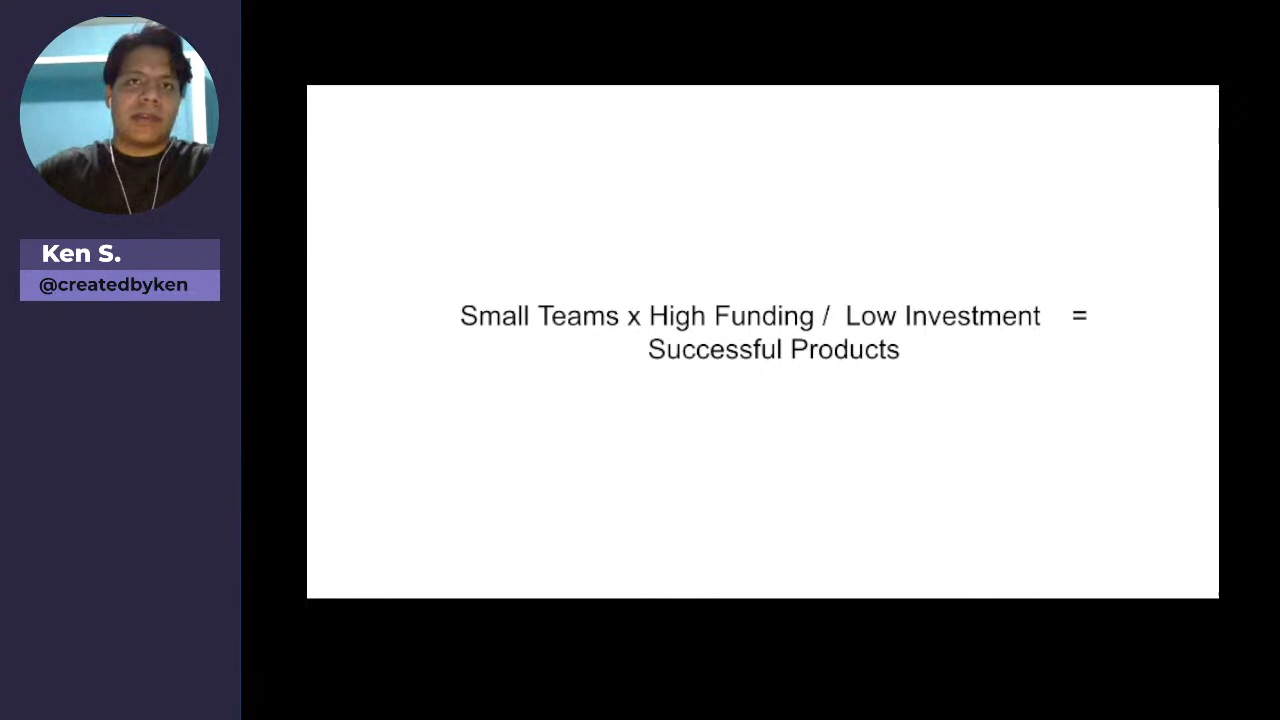 Ken S.
@createdbyken
Small Teams x High Funding / Low Investment =
Successful Products